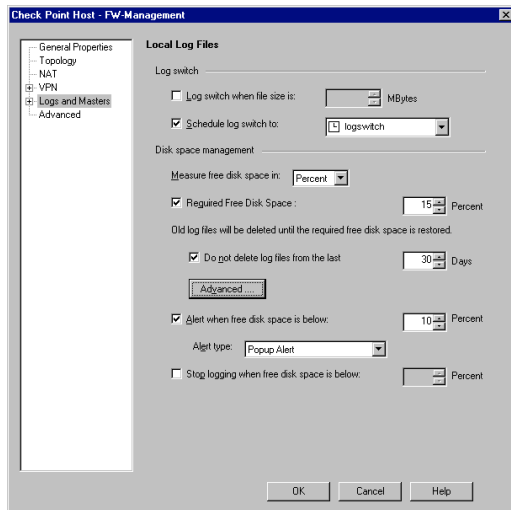 Check Point Host - FW-Management
General Properties
Topology
NAT
VPN
Logs and Masters
Advanced
Local Log Files
Log switch
Log switch when file size is: MBytes
Schedule log switch to: logswitch
Disk space management
Measure free disk space in: Percent
Required Free Disk Space : 15 Percent
Old log files will be deleted until the required free disk space is restored.
Do not delete log files from the last 30 Days
Advanced ....
Alert when free disk space is below: 10 Percent
Alert type: Popup Alert
Stop logging when free disk space is below: Percent
OK Cancel Help